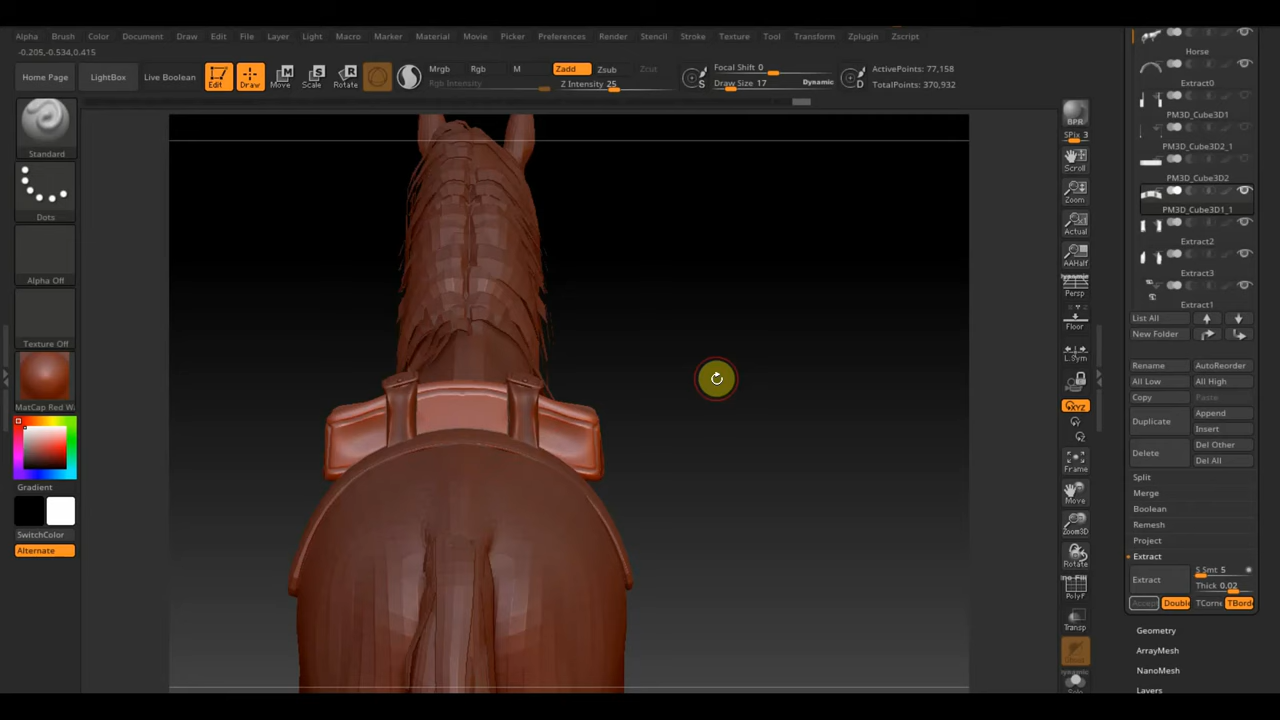 Alpha Brush Color Document Draw Edit File Layer Light Macro Marker Movie Picker Preferences Render Stencil Stroke Texture Tool Transform Zplugin Zscript
-0.205,-0.534,0.415
Home Page LightBox Live Boolean Edit Draw Move Scale Rotate
Mrgb Rgb M Zadd Zsub Zcut
Rgb Intensity Z Intensity 25
Focal Shift 0
Draw Size 17 Dynamic
S D
ActivePoints: 77,158
TotalPoints: 370,932
Standard
Dots
Alpha Off
Texture Off
MatCap Red W
Gradient
SwitchColor
Alternate
BPR
SPix 3
Scroll
Zoom
Actual
AAHalf
Persp
Floor
L.Sym
XYZ
Frame
Move
Zoom3D
Rotate
PolyF
Transp
Solo
Horse
Extract0
PM3D_Cube3D1
PM3D_Cube3D2_1
PM3D_Cube3D2
PM3D_Cube3D1_1
Extract2
Extract3
Extract1
List All
New Folder
Rename AutoReorder
All Low All High
Copy Paste
Duplicate Append
Insert
Delete Del Other
Del All
Split
Merge
Boolean
Remesh
Project
Extract
Extract S Smt 5
Thick 0.02
Accept Double TCorne TBorde
Geometry
ArrayMesh
NanoMesh
Layers